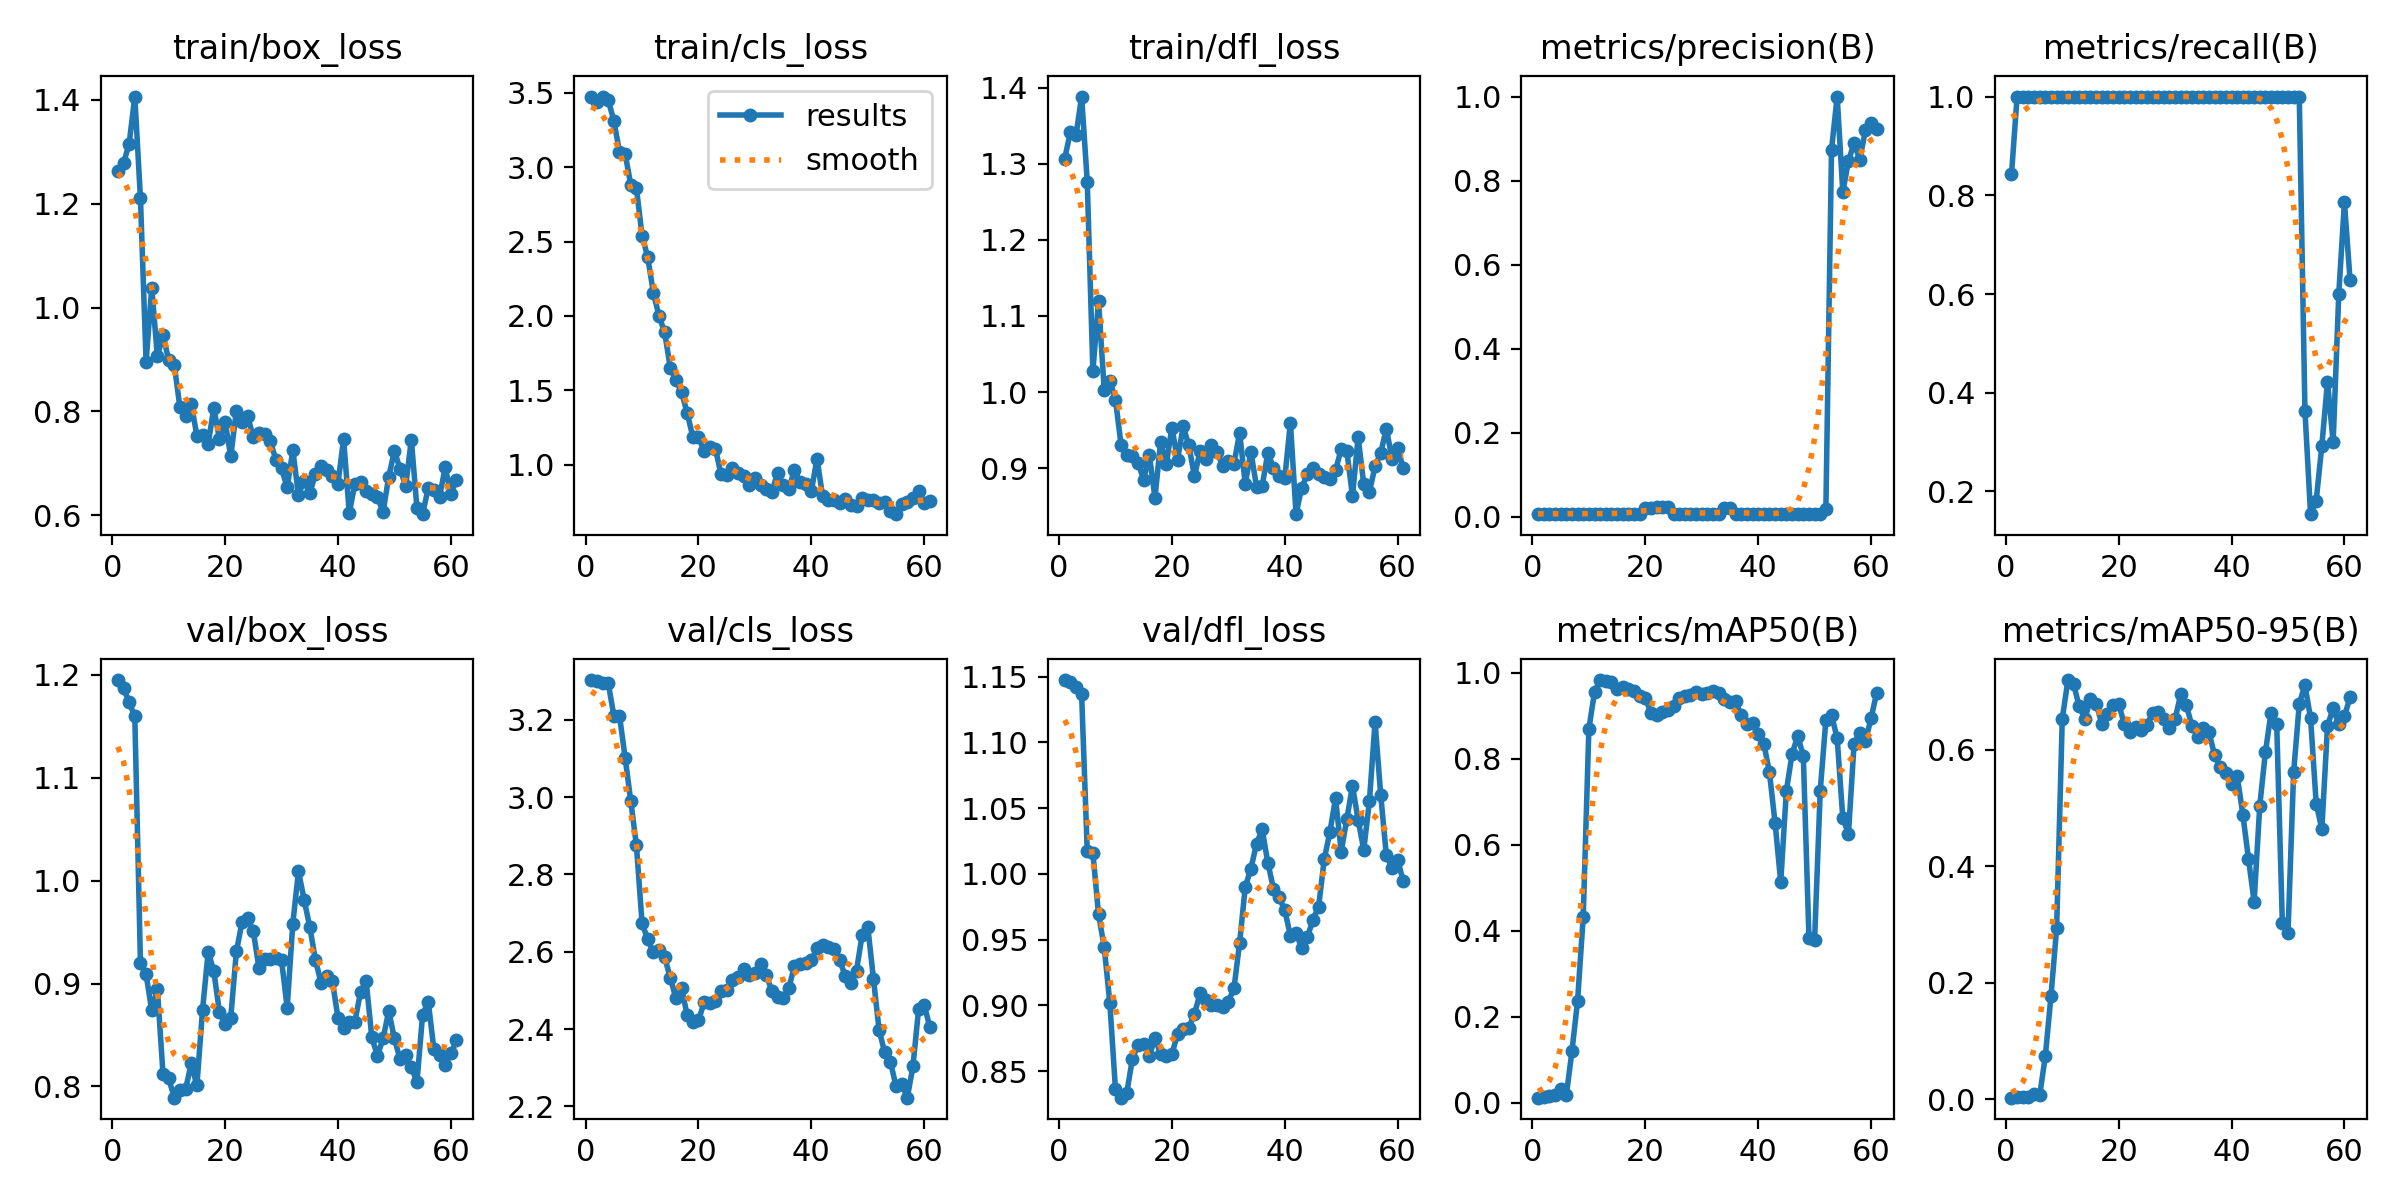 train/box_loss
train/cls_loss
train/dfl_loss
metrics/precision(B)
metrics/recall(B)
1.4
1.2
1.0
0.8
0.6
0 20 40 60
3.5
3.0
2.5
2.0
1.5
1.0
results
smooth
0 20 40 60
1.4
1.3
1.2
1.1
1.0
0.9
0 20 40 60
1.0
0.8
0.6
0.4
0.2
0.0
0 20 40 60
1.0
0.8
0.6
0.4
0.2
0 20 40 60
val/box_loss
val/cls_loss
val/dfl_loss
metrics/mAP50(B)
metrics/mAP50-95(B)
1.2
1.1
1.0
0.9
0.8
0 20 40 60
3.2
3.0
2.8
2.6
2.4
2.2
0 20 40 60
1.15
1.10
1.05
1.00
0.95
0.90
0.85
0 20 40 60
1.0
0.8
0.6
0.4
0.2
0.0
0 20 40 60
0.6
0.4
0.2
0.0
0 20 40 60